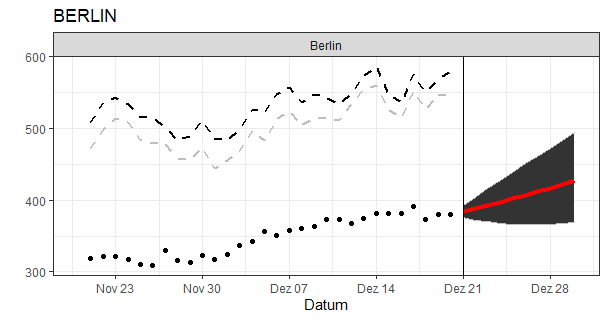 BERLIN
Berlin
600
500
400
300
Nov 23 Nov 30 Dez 07 Dez 14 Dez 21 Dez 28
Datum